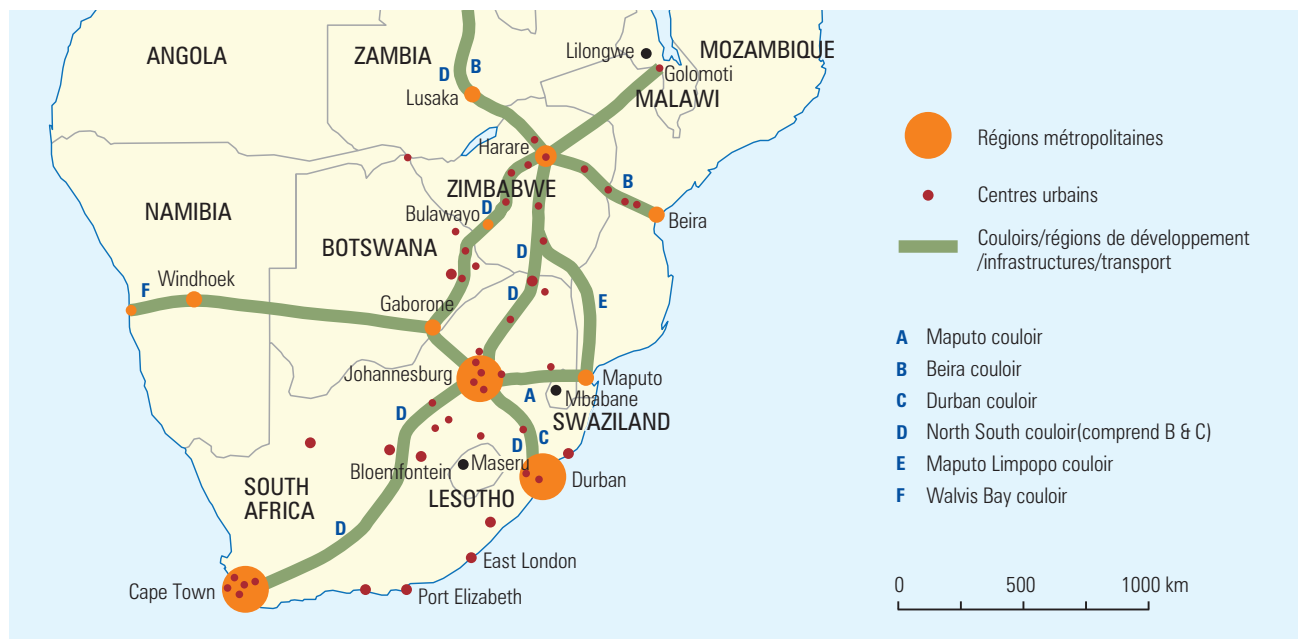 ANGOLA
ZAMBIA
Lilongwe
MOZAMBIQUE
D
B
Golomoti
Lusaka
MALAWI
Harare
ZIMBABWE
B
NAMIBIA
Bulawayo
D
Beira
BOTSWANA
D
Windhoek
F
D
E
Gaborone
Johannesburg
Maputo
A
Mbabane
D
SWAZILAND
C
D
Bloemfontein
Maseru
Durban
SOUTH
AFRICA
LESOTHO
D
East London
Cape Town
Port Elizabeth
Régions métropolitaines
Centres urbains
Couloirs/régions de développement
/infrastructures/transport
A Maputo couloir
B Beira couloir
C Durban couloir
D North South couloir(comprend B & C)
E Maputo Limpopo couloir
F Walvis Bay couloir
0 500 1000 km